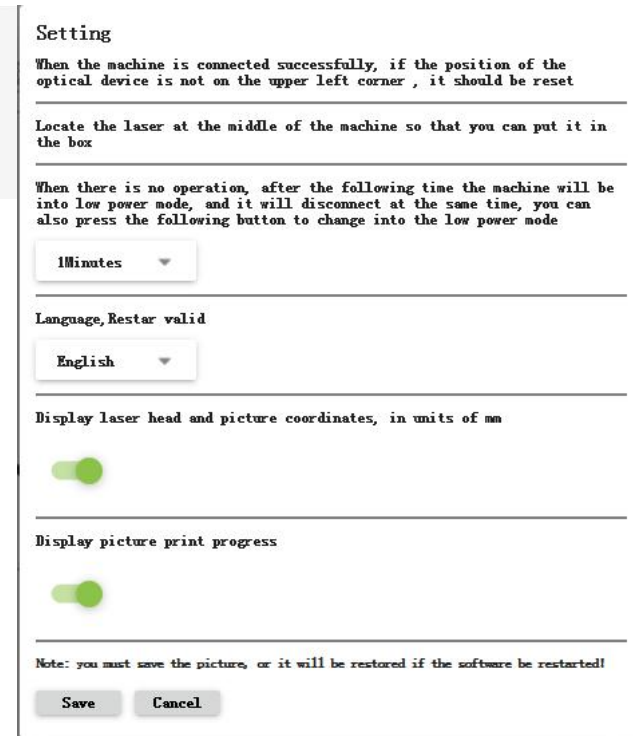 Setting
When the machine is connected successfully, if the position of the
optical device is not on the upper left corner , it should be reset
Locate the laser at the middle of the machine so that you can put it in
the box
When there is no operation, after the following time the machine will be
into low power mode, and it will disconnect at the same time, you can
also press the following button to change into the low power mode
1Minutes
Language,Restar valid
English
Display laser head and picture coordinates, in units of mm
Display picture print progress
Note: you must save the picture, or it will be restored if the software be restarted!
Save Cancel